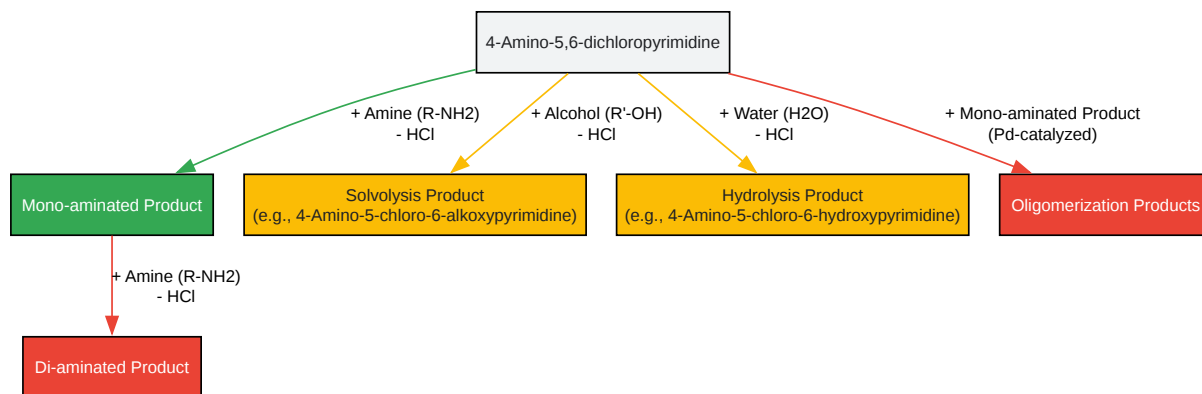 4-Amino-5,6-dichloropyrimidine
+ Amine (R-NH2)
- HCl
+ Alcohol (R'-OH)
- HCl
+ Water (H2O)
- HCl
+ Mono-aminated Product
(Pd-catalyzed)
Mono-aminated Product
Solvolysis Product
(e.g., 4-Amino-5-chloro-6-alkoxypyrimidine)
Hydrolysis Product
(e.g., 4-Amino-5-chloro-6-hydroxypyrimidine)
Oligomerization Products
+ Amine (R-NH2)
- HCl
Di-aminated Product